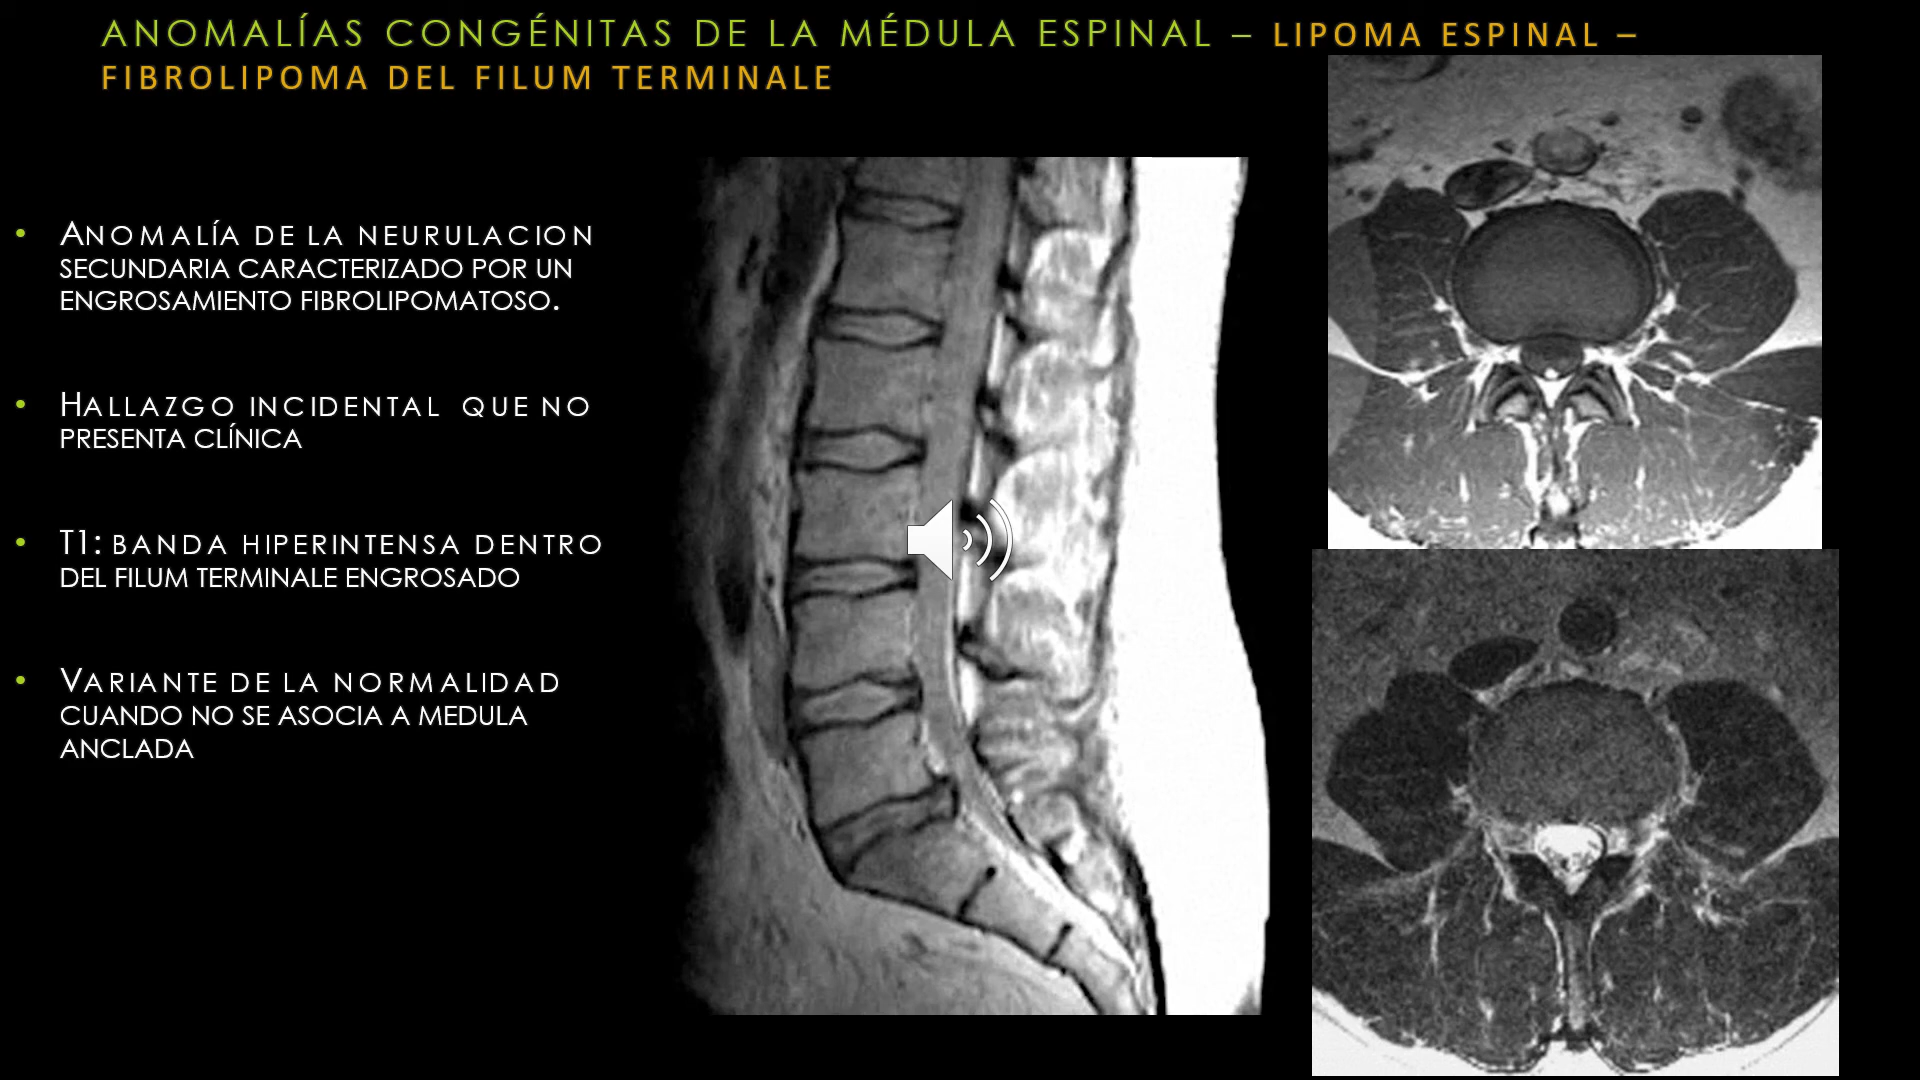 ANOMALÍAS CONGÉNITAS DE LA MÉDULA ESPINAL – LIPOMA ESPINAL –
FIBROLIPOMA DEL FILUM TERMINALE
• ANOMALÍA DE LA NEURULACION
SECUNDARIA CARACTERIZADO POR UN
ENGROSAMIENTO FIBROLIPOMATOSO.
• HALLAZGO INCIDENTAL QUE NO
PRESENTA CLÍNICA
• T1: BANDA HIPERINTENSA DENTRO
DEL FILUM TERMINALE ENGROSADO
• VARIANTE DE LA NORMALIDAD
CUANDO NO SE ASOCIA A MEDULA
ANCLADA